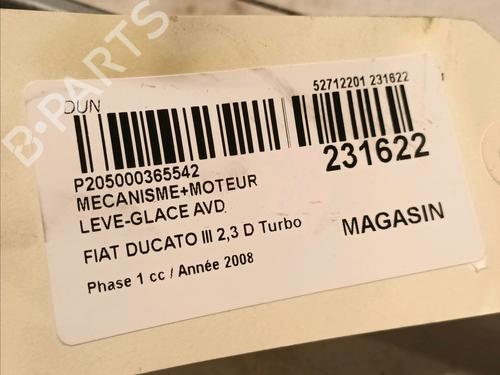 B-PARTS
OUN
52712201 231622
P205000365542
231622
MECANISME+MOTEUR
LEVE-GLACE AVD.
FIAT DUCATO III 2,3 D Turbo
MAGASIN
Phase 1 cc / Année 2008